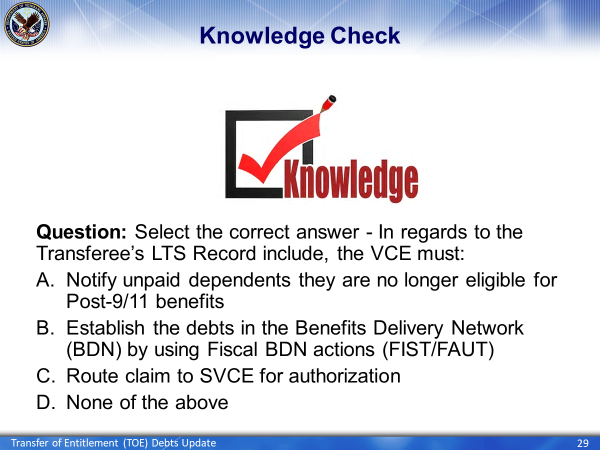 Knowledge Check
Knowledge
Question: Select the correct answer - In regards to the
Transferee’s LTS Record include, the VCE must:
A. Notify unpaid dependents they are no longer eligible for
Post-9/11 benefits
B. Establish the debts in the Benefits Delivery Network
(BDN) by using Fiscal BDN actions (FIST/FAUT)
C. Route claim to SVCE for authorization
D. None of the above
Transfer of Entitlement (TOE) Debts Update
29